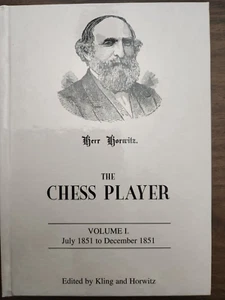 Herr Horwitz.
THE
CHESS PLAYER
VOLUME I.
July 1851 to December 1851
Edited by Kling and Horwitz